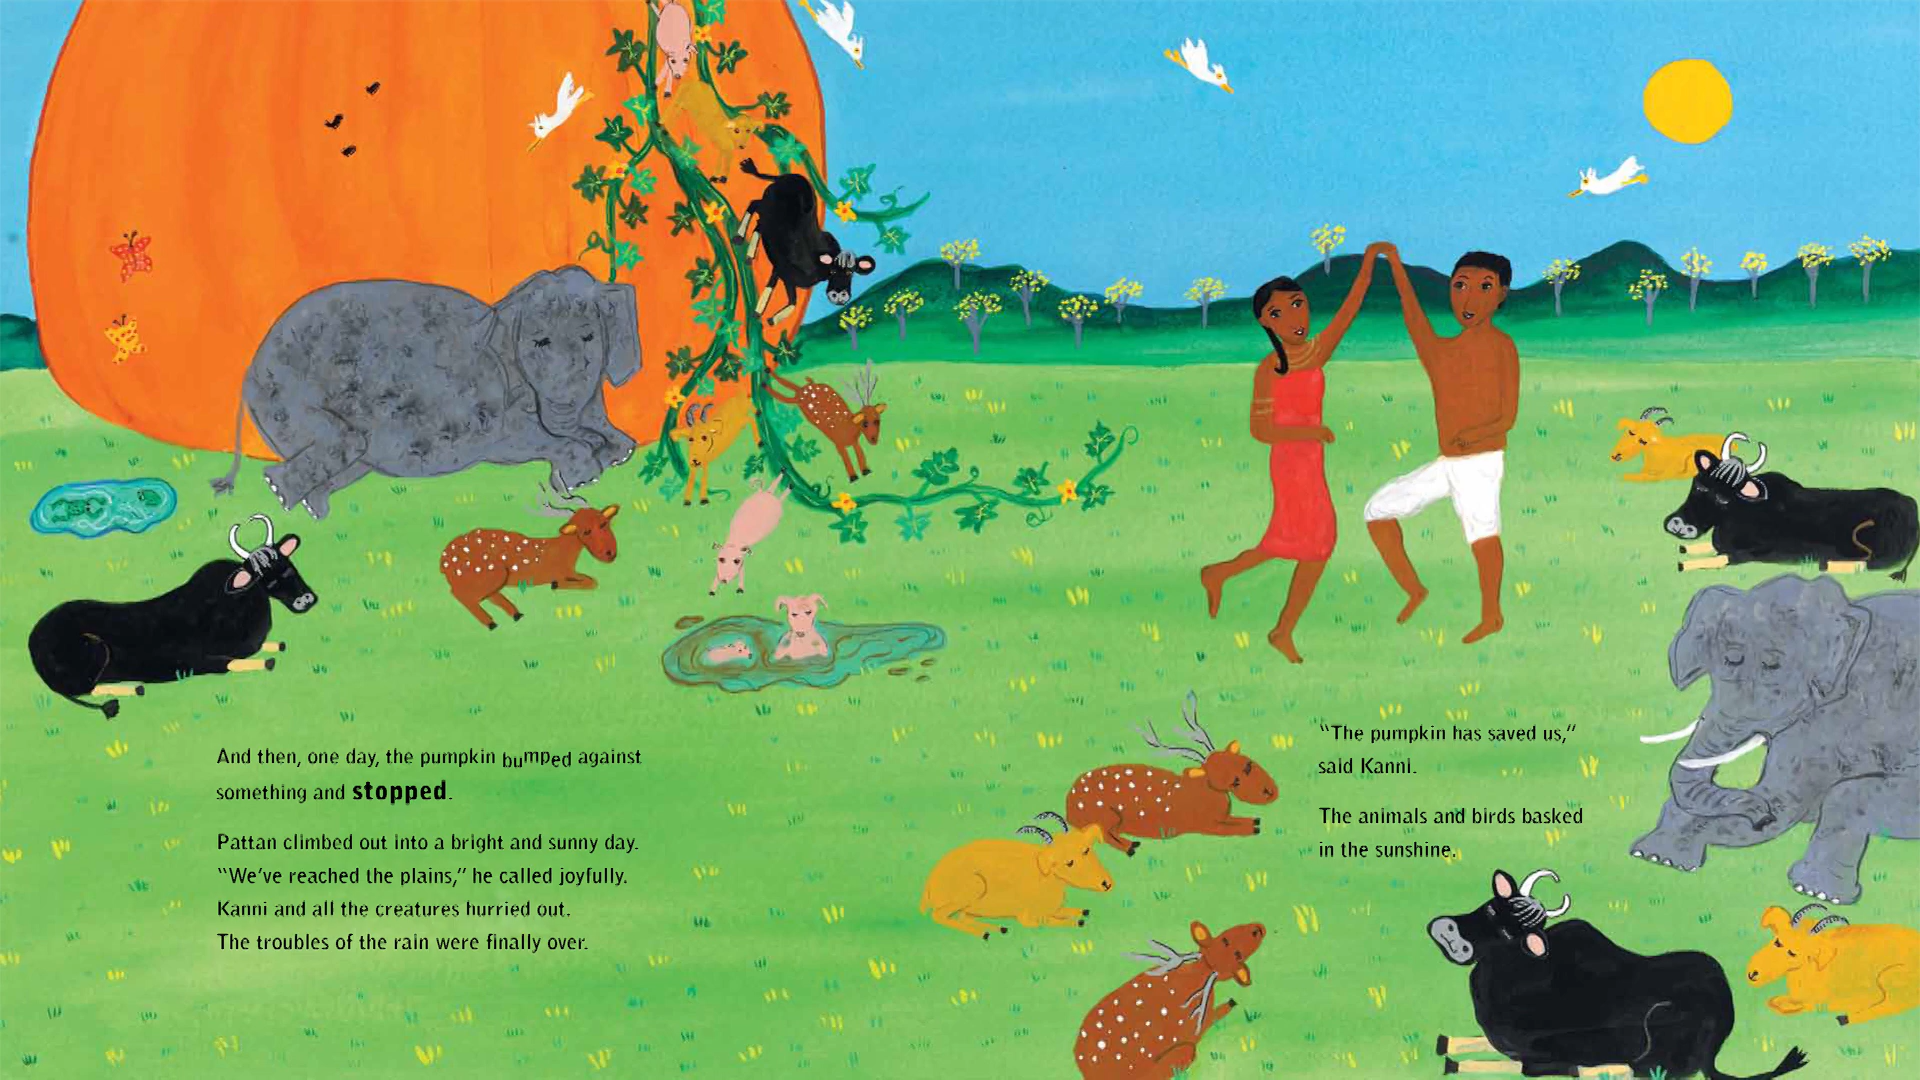 And then, one day, the pumpkin bumped against
something and stopped.
Pattan climbed out into a bright and sunny day.
“We’ve reached the plains,” he called joyfully.
Kanni and all the creatures hurried out.
The troubles of the rain were finally over.
“The pumpkin has saved us,”
said Kanni.
The animals and birds basked
in the sunshine.